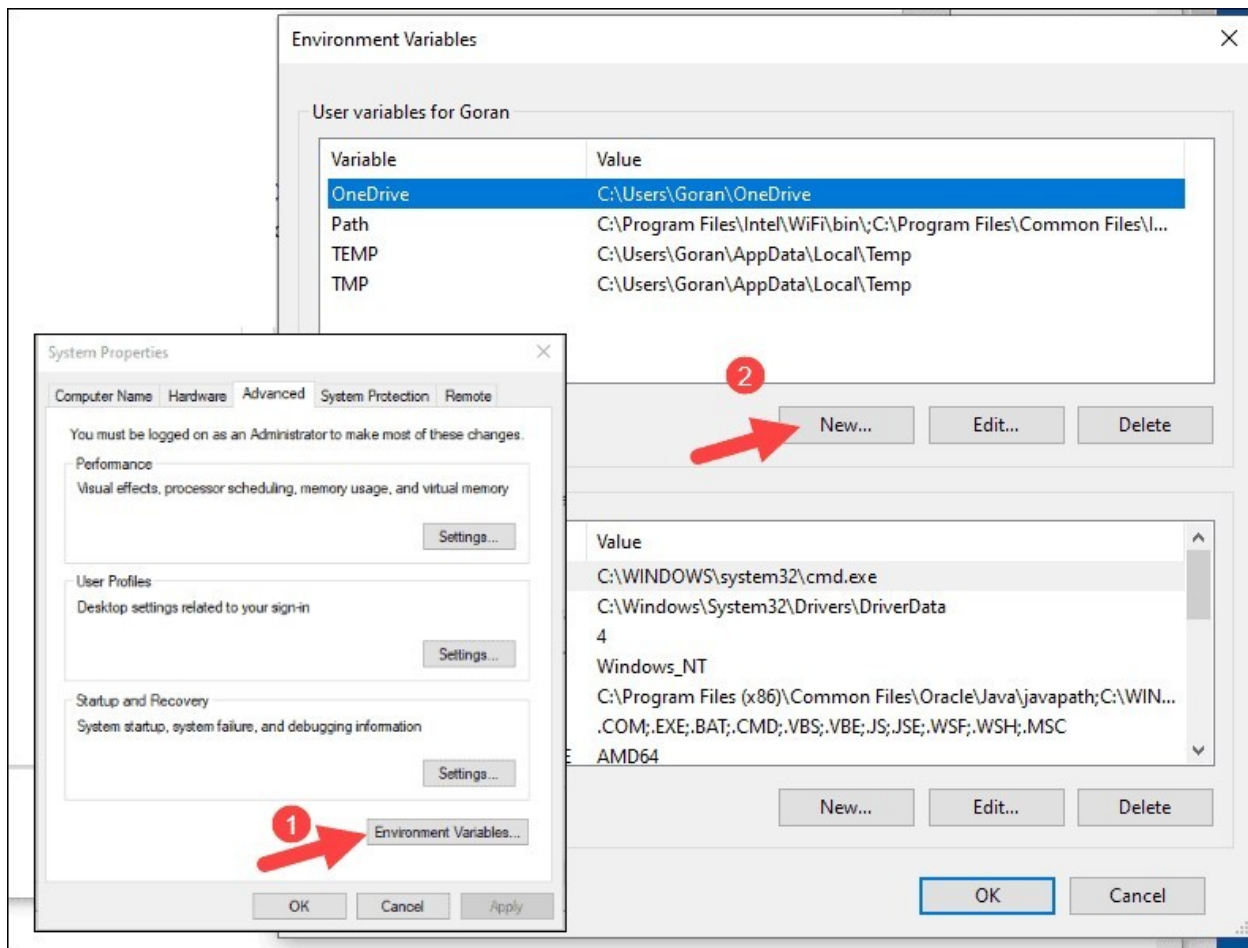 Environment Variables
User variables for Goran
Variable Value
OneDrive C:\Users\Goran\OneDrive
Path C:\Program Files\Intel\WiFi\bin\;C:\Program Files\Common Files\I...
TEMP C:\Users\Goran\AppData\Local\Temp
TMP C:\Users\Goran\AppData\Local\Temp
2
New... Edit... Delete
Value
C:\WINDOWS\system32\cmd.exe
C:\Windows\System32\Drivers\DriverData
4
Windows_NT
C:\Program Files (x86)\Common Files\Oracle\Java\javapath;C:\WIN...
.COM;.EXE;.BAT;.CMD;.VBS;.VBE;.JS;.JSE;.WSF;.WSH;.MSC
AMD64
New... Edit... Delete
OK Cancel
System Properties
Computer Name Hardware Advanced System Protection Remote
You must be logged on as an Administrator to make most of these changes.
Performance
Visual effects, processor scheduling, memory usage, and virtual memory
Settings...
User Profiles
Desktop settings related to your sign-in
Settings...
Startup and Recovery
System startup, system failure, and debugging information
Settings...
1
Environment Variables...
OK Cancel Apply